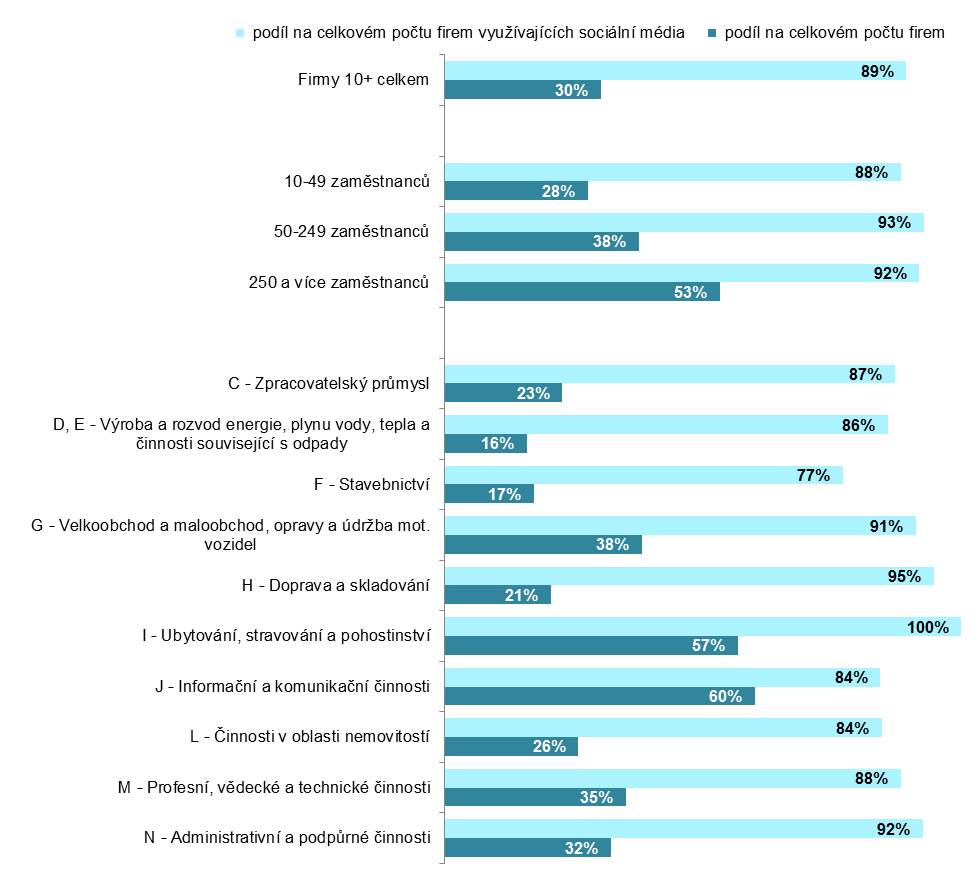 podíl na celkovém počtu firem využívajících sociální média
podíl na celkovém počtu firem
Firmy 10+ celkem
89%
30%
10-49 zaměstnanců
88%
28%
50-249 zaměstnanců
93%
38%
250 a více zaměstnanců
92%
53%
C - Zpracovatelský průmysl
87%
23%
D, E - Výroba a rozvod energie, plynu vody, tepla a
činnosti související s odpady
86%
16%
F - Stavebnictví
77%
17%
G - Velkoobchod a maloobchod, opravy a údržba mot.
vozidel
91%
38%
H - Doprava a skladování
95%
21%
I - Ubytování, stravování a pohostinství
100%
57%
J - Informační a komunikační činnosti
84%
60%
L - Činnosti v oblasti nemovitostí
84%
26%
M - Profesní, vědecké a technické činnosti
88%
35%
N - Administrativní a podpůrné činnosti
92%
32%